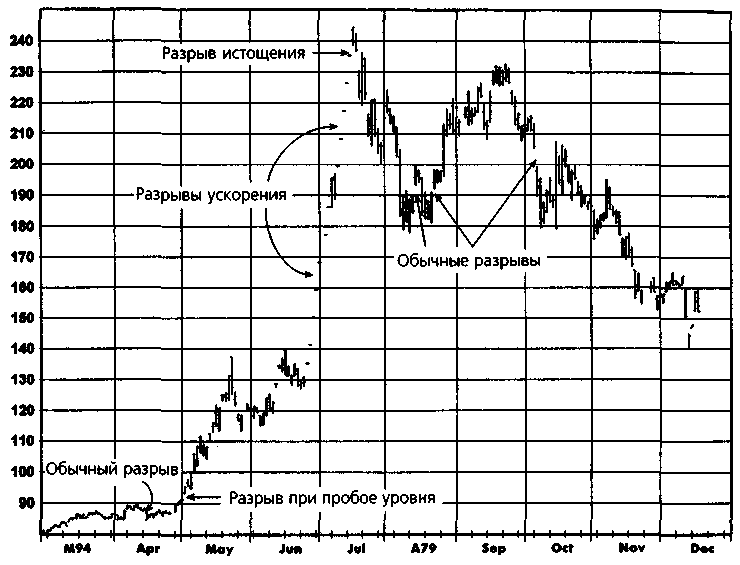 240
Разрыв истощения
230
220
210
200
Разрывы ускорения
190
180
Обычные разрывы
170
160
150
140
130
120
110
100
Обычный разрыв
Разрыв при пробое уровня
90
M94 Apr May Jun Jul A79 Sep Oct Nov Dec